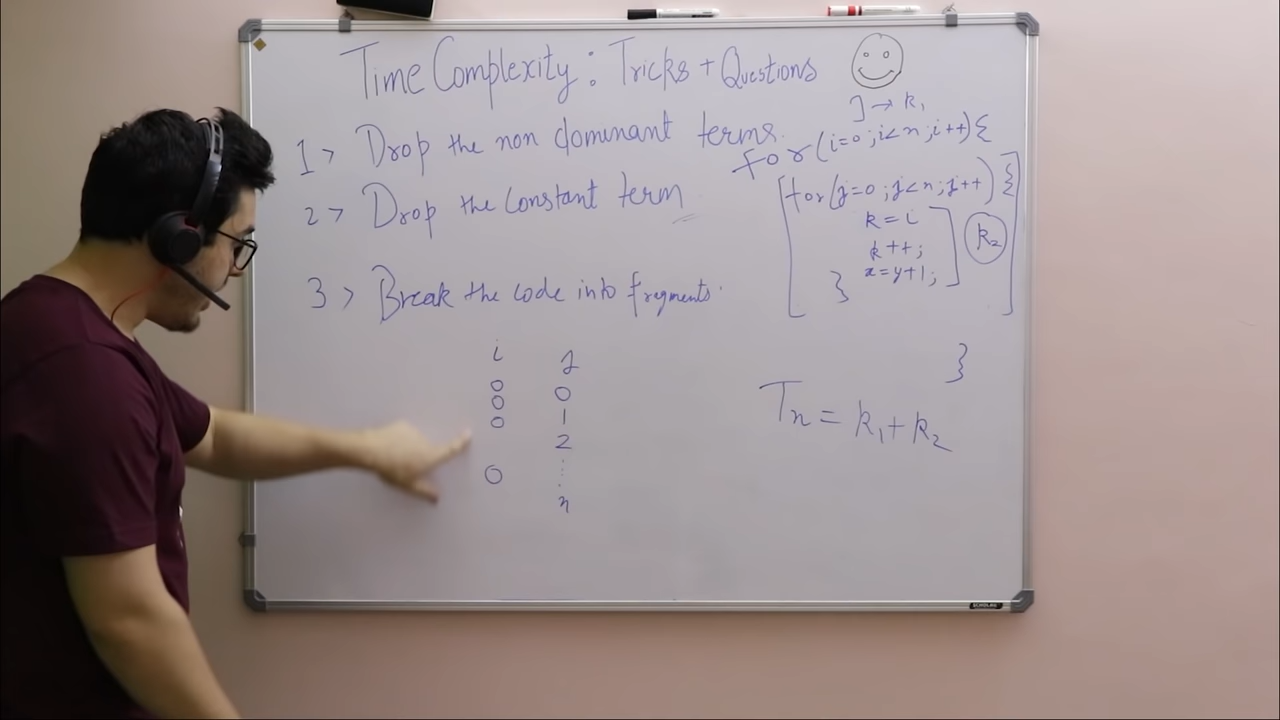 Time Complexity : Tricks + Questions
1> Drop the non dominant terms.
2> Drop the constant term
3> Break the code into fragments.
] → k₁
for(i=0;i<n;i++){
for(j=0;j<n;j++){
k=i
k++;
x=y+1;
}
k₂
}
i j
0 0
0 1
0 2
0 ⋮
n
Tn = k₁+k₂